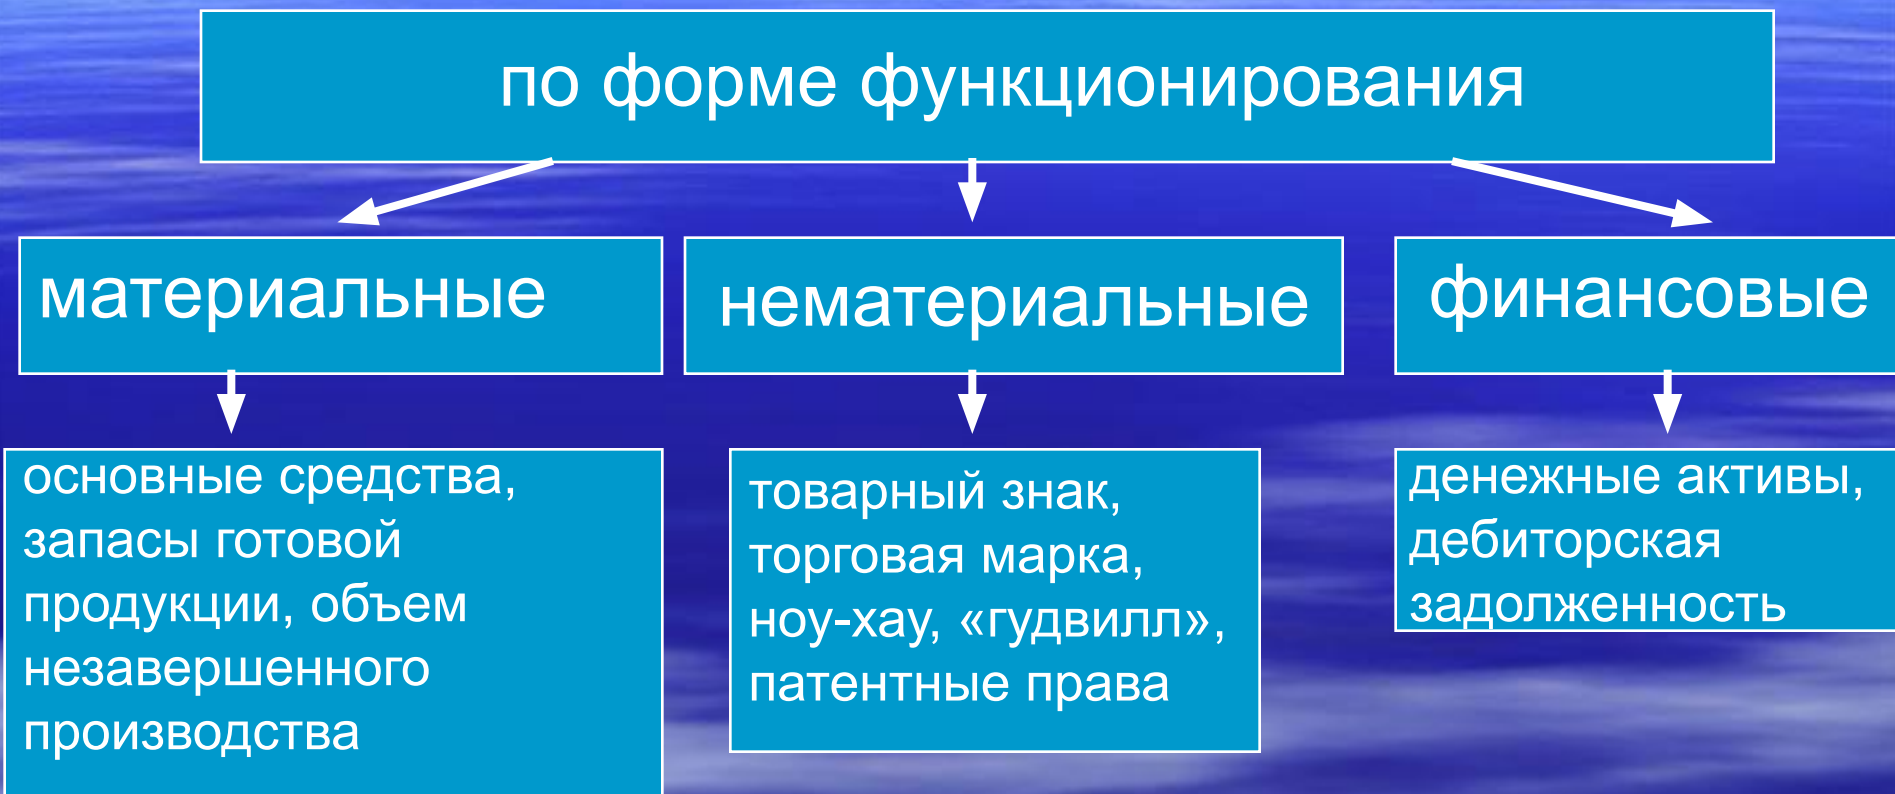 по форме функционирования
материальные
нематериальные
финансовые
основные средства,
запасы готовой
продукции, объем
незавершенного
производства
товарный знак,
торговая марка,
ноу-хау, «гудвилл»,
патентные права
денежные активы,
дебиторская
задолженность